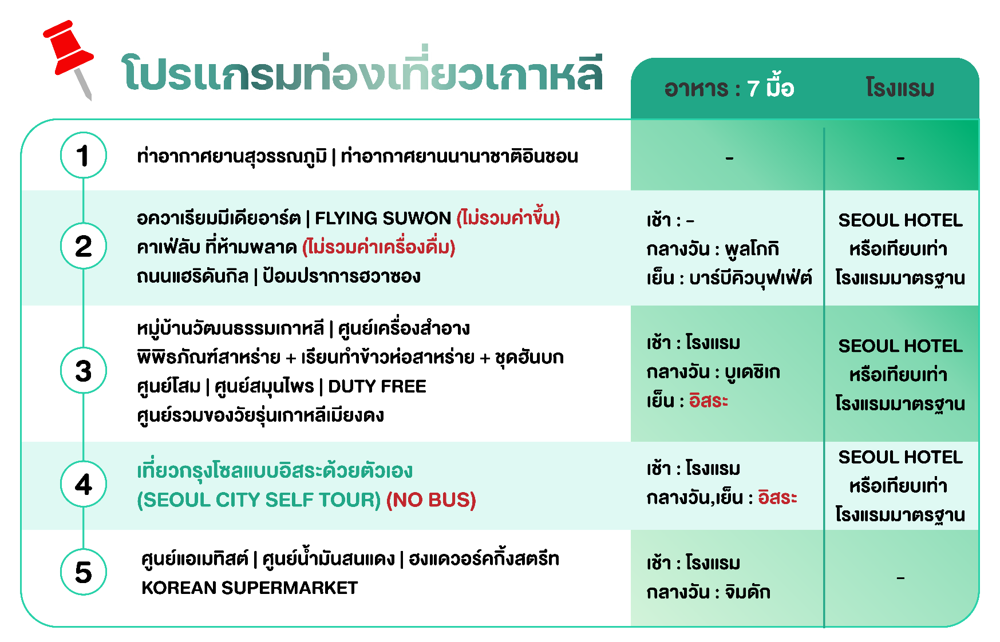 โปรแกรมท่องเที่ยวเกาหลี
อาหาร : 7 มื้อ
โรงแรม
1
ท่าอากาศยานสุวรรณภูมิ | ท่าอากาศยานนานาชาติอินชอน
-
-
2
อควาเรียมมีเดียอาร์ต | FLYING SUWON (ไม่รวมค่าขึ้น)
คาเฟ่ลับ ที่ห้ามพลาด (ไม่รวมค่าเครื่องดื่ม)
ถนนแฮริดันกิล | ป้อมปราการฮวาซอง
เช้า : -
กลางวัน : พูลโกกิ
เย็น : บาร์บีคิวบุฟเฟ่ต์
SEOUL HOTEL
หรือเทียบเท่า
โรงแรมมาตรฐาน
3
หมู่บ้านวัฒนธรรมเกาหลี | ศูนย์เครื่องสำอาง
พิพิธภัณฑ์สาหร่าย + เรียนทำข้าวห่อสาหร่าย + ชุดฮันบก
ศูนย์โสม | ศูนย์สมุนไพร | DUTY FREE
ศูนย์รวมของวัยรุ่นเกาหลีเมียงดง
เช้า : โรงแรม
กลางวัน : บูเดชิเก
เย็น : อิสระ
SEOUL HOTEL
หรือเทียบเท่า
โรงแรมมาตรฐาน
4
เที่ยวกรุงโซลแบบอิสระด้วยตัวเอง
(SEOUL CITY SELF TOUR) (NO BUS)
เช้า : โรงแรม
กลางวัน,เย็น : อิสระ
SEOUL HOTEL
หรือเทียบเท่า
โรงแรมมาตรฐาน
5
ศูนย์แอเมทิสต์ | ศูนย์น้ำมันสนแดง | ฮงแดวอร์คกิ้งสตรีท
KOREAN SUPERMARKET
เช้า : โรงแรม
กลางวัน : จิมดัก
-